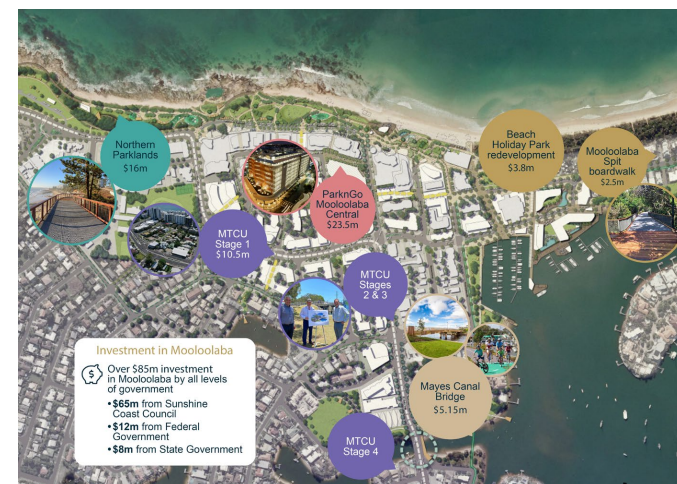 Northern
Parklands
$16m
MTCU
Stage 1
$10.5m
ParknGo
Mooloolaba
Central
$23.5m
MTCU
Stages
2 & 3
Beach
Holiday Park
redevelopment
$3.8m
Mooloolaba
Spit
boardwalk
$2.5m
Mayes Canal
Bridge
$5.15m
MTCU
Stage 4
Investment in Mooloolaba
$
Over $85m investment
in Mooloolaba by all levels
of government
•$65m from Sunshine
Coast Council
•$12m from Federal
Government
•$8m from State Government